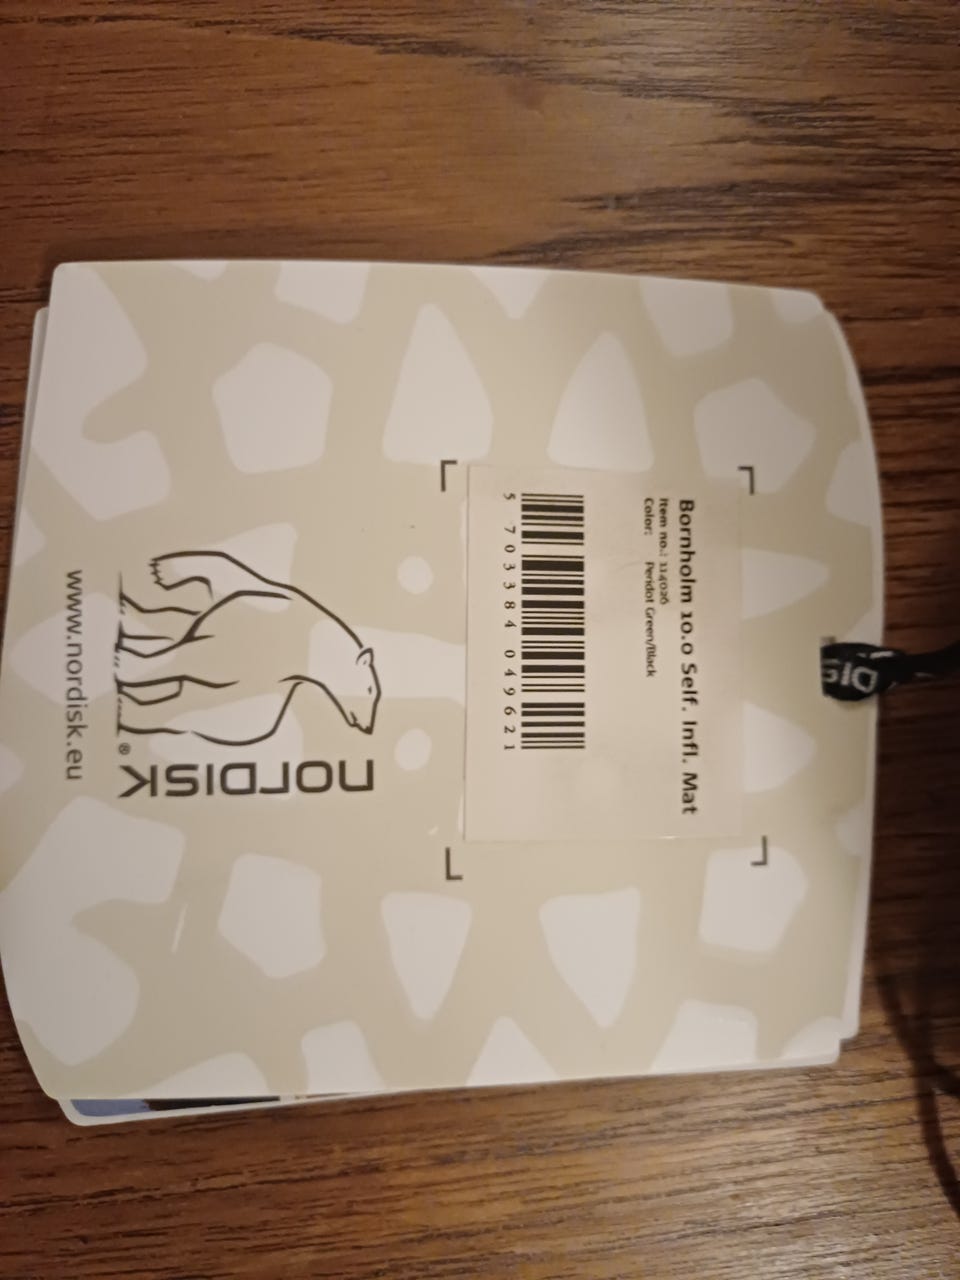 Bornholm 10.0 Self. Infl. Mat
Item no.: 114026
Color: Peridot Green/Black
5 703384 049621
NORDISK®
www.nordisk.eu